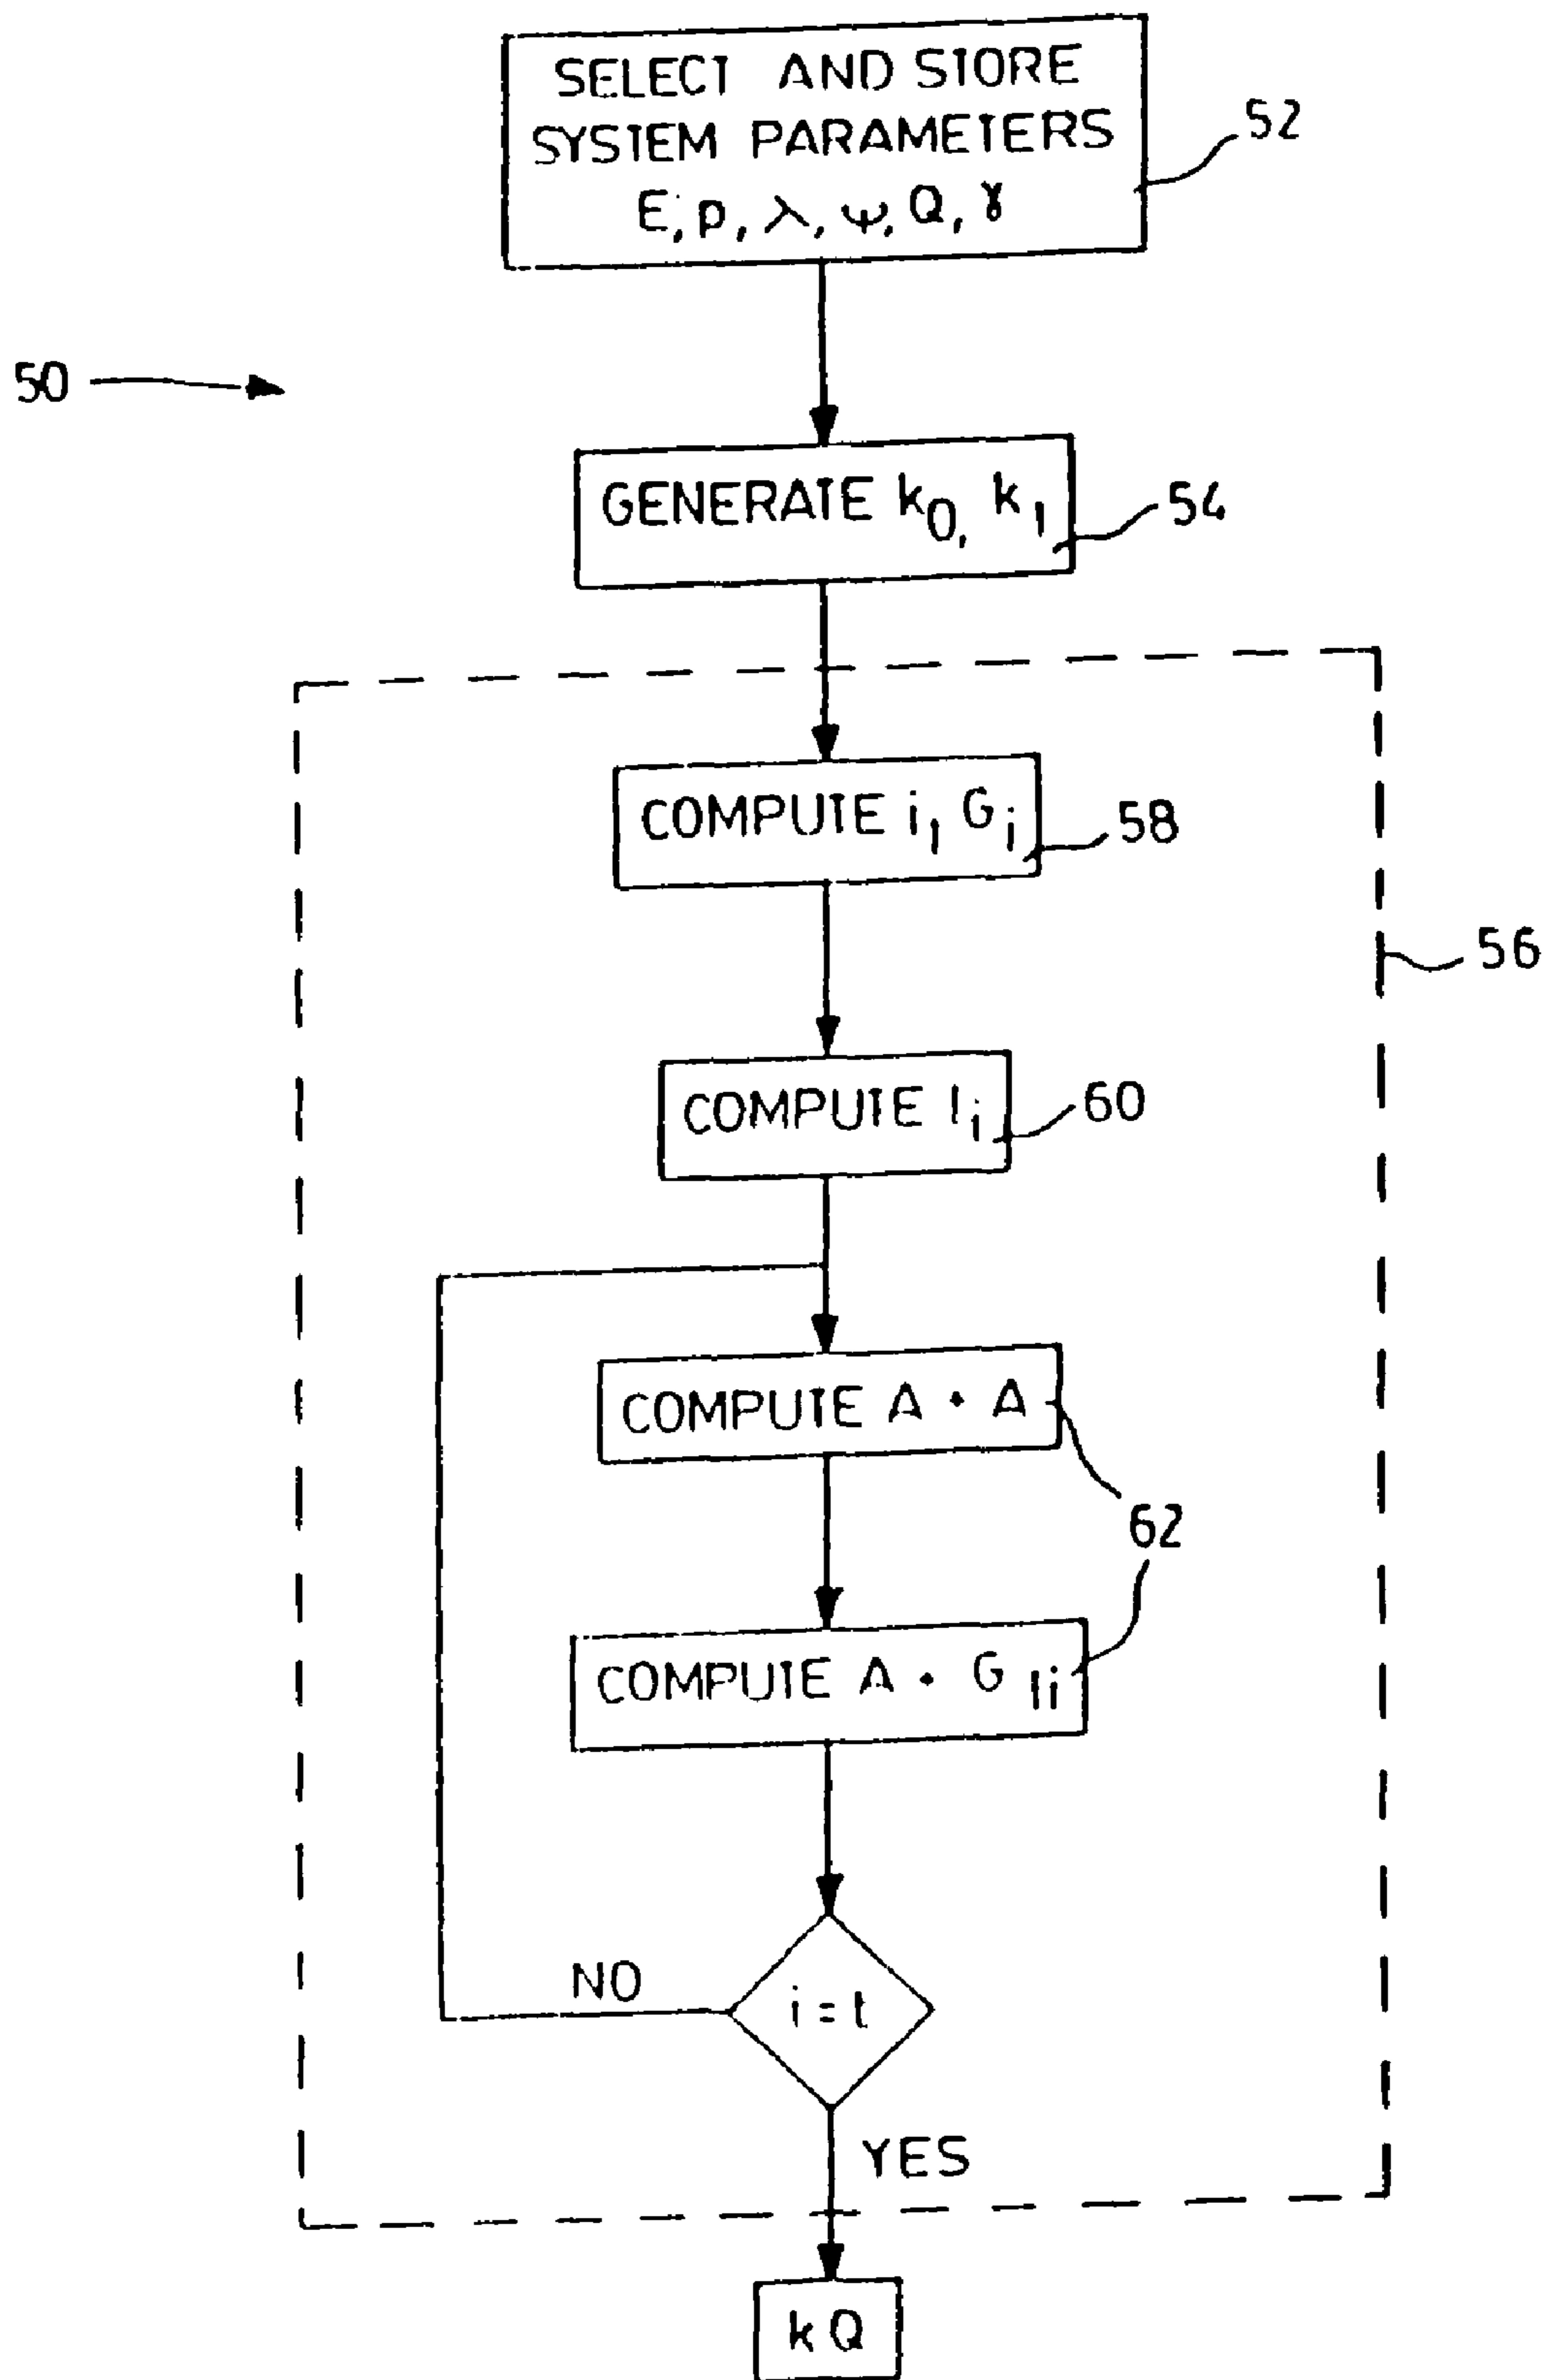 SELECT AND STORE
SYSTEM PARAMETERS
E, p, λ, ψ, Q, γ
52
50
GENERATE k₀, k₁
54
COMPUTE i, Gᵢ
58
56
COMPUTE Iᵢ
60
COMPUTE A + A
62
COMPUTE A + G Iᵢ
NO
i = t
YES
kQ